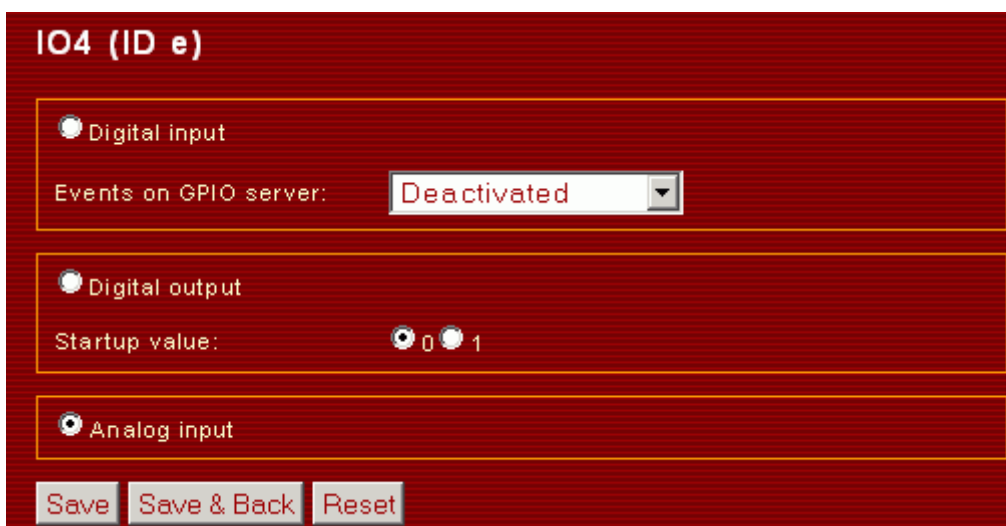 IO4 (ID e)
Digital input
Events on GPIO server: Deactivated
Digital output
Startup value: 0 1
Analog input
Save Save & Back Reset